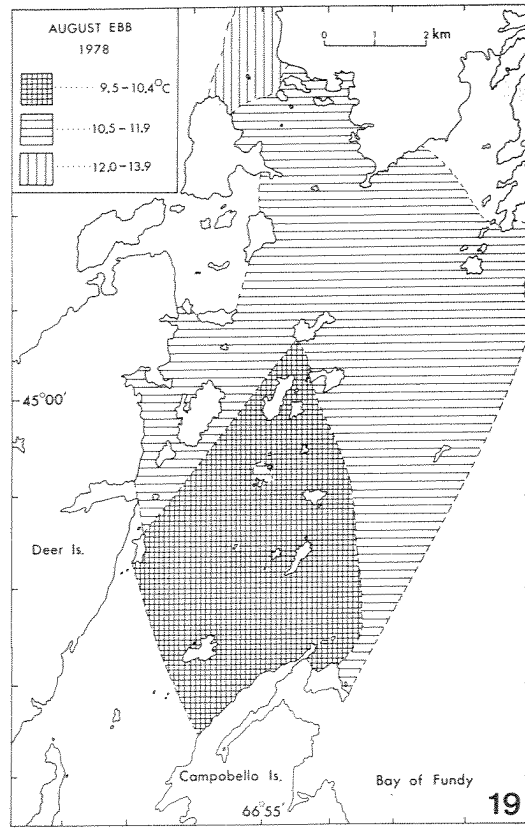 AUGUST EBB
1978
9.5-10.4°C
10.5-11.9
12.0-13.9
0 1 2 km
45°00'
Deer Is.
Campobello Is.
Bay of Fundy
66°55'
19